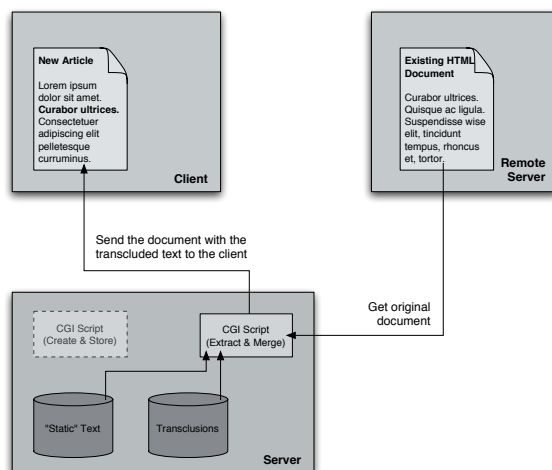 New Article
Lorem ipsum
dolor sit amet.
Curabor ultrices.
Consectetuer
adipiscing elit
pelletesque
curruminus.
Client
Existing HTML
Document
Curabor ultrices.
Quisque ac ligula.
Suspendisse wise
elit, tincidunt
tempus, rhoncus
et, tortor.
Remote
Server
Send the document with the
transcluded text to the client
Get original
document
CGI Script
(Create & Store)
CGI Script
(Extract & Merge)
"Static" Text
Transclusions
Server